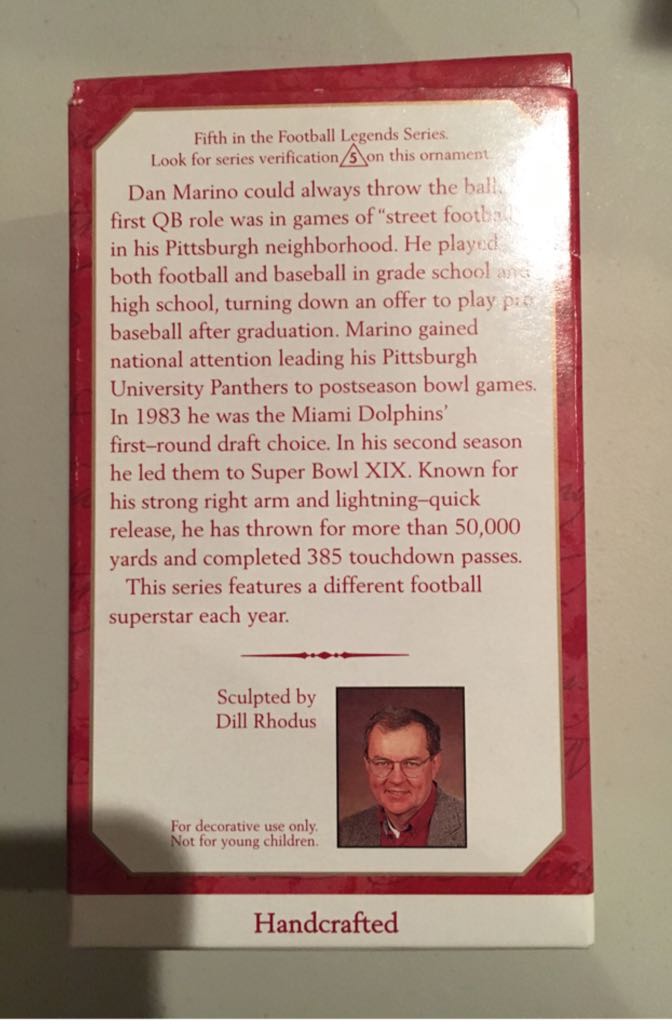 Fifth in the Football Legends Series.
Look for series verification 5 on this ornament
Dan Marino could always throw the ball.
first QB role was in games of "street football
in his Pittsburgh neighborhood. He played
both football and baseball in grade school and
high school, turning down an offer to play pro
baseball after graduation. Marino gained
national attention leading his Pittsburgh
University Panthers to postseason bowl games.
In 1983 he was the Miami Dolphins'
first–round draft choice. In his second season
he led them to Super Bowl XIX. Known for
his strong right arm and lightning–quick
release, he has thrown for more than 50,000
yards and completed 385 touchdown passes.
This series features a different football
superstar each year.
Sculpted by
Dill Rhodus
For decorative use only.
Not for young children.
Handcrafted